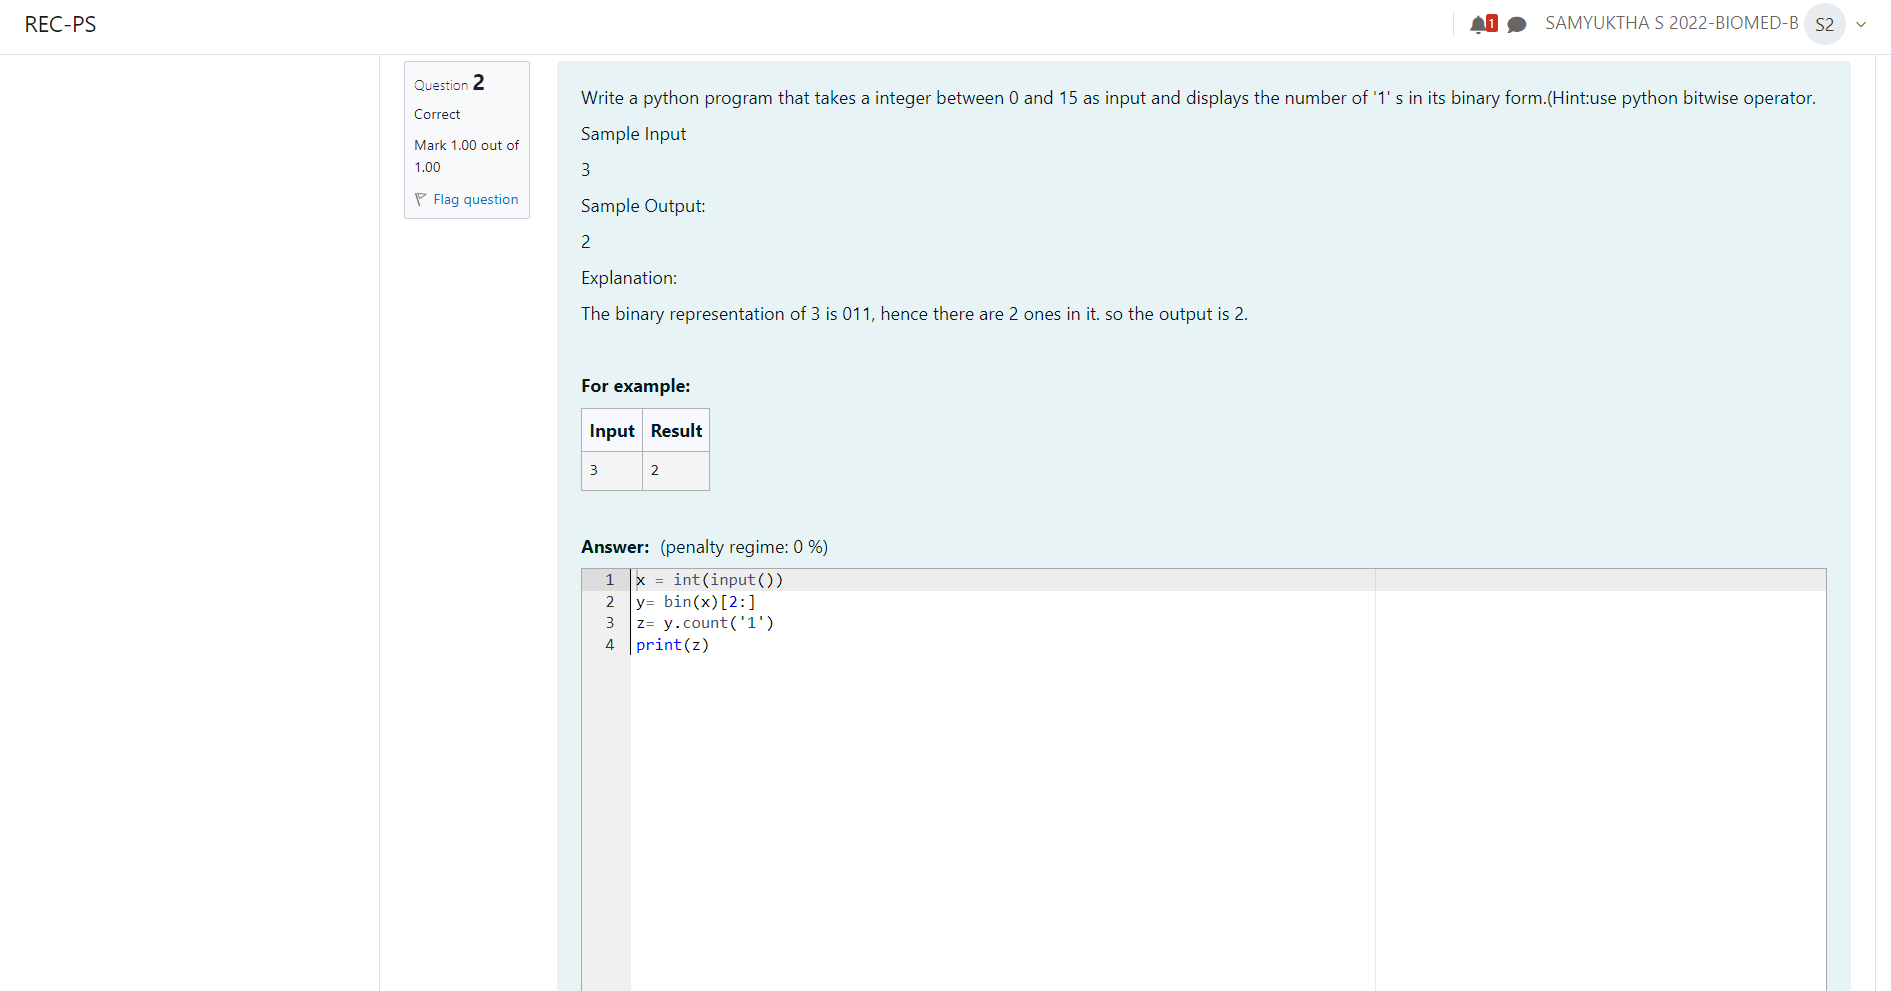 REC-PS
1
SAMYUKTHA S 2022-BIOMED-B
S2
Question 2
Correct
Mark 1.00 out of
1.00
Flag question
Write a python program that takes a integer between 0 and 15 as input and displays the number of '1' s in its binary form.(Hint:use python bitwise operator.
Sample Input
3
Sample Output:
2
Explanation:
The binary representation of 3 is 011, hence there are 2 ones in it. so the output is 2.
For example:
Input Result
3 2
Answer: (penalty regime: 0 %)
1 x = int(input())
2 y= bin(x)[2:]
3 z= y.count('1')
4 print(z)